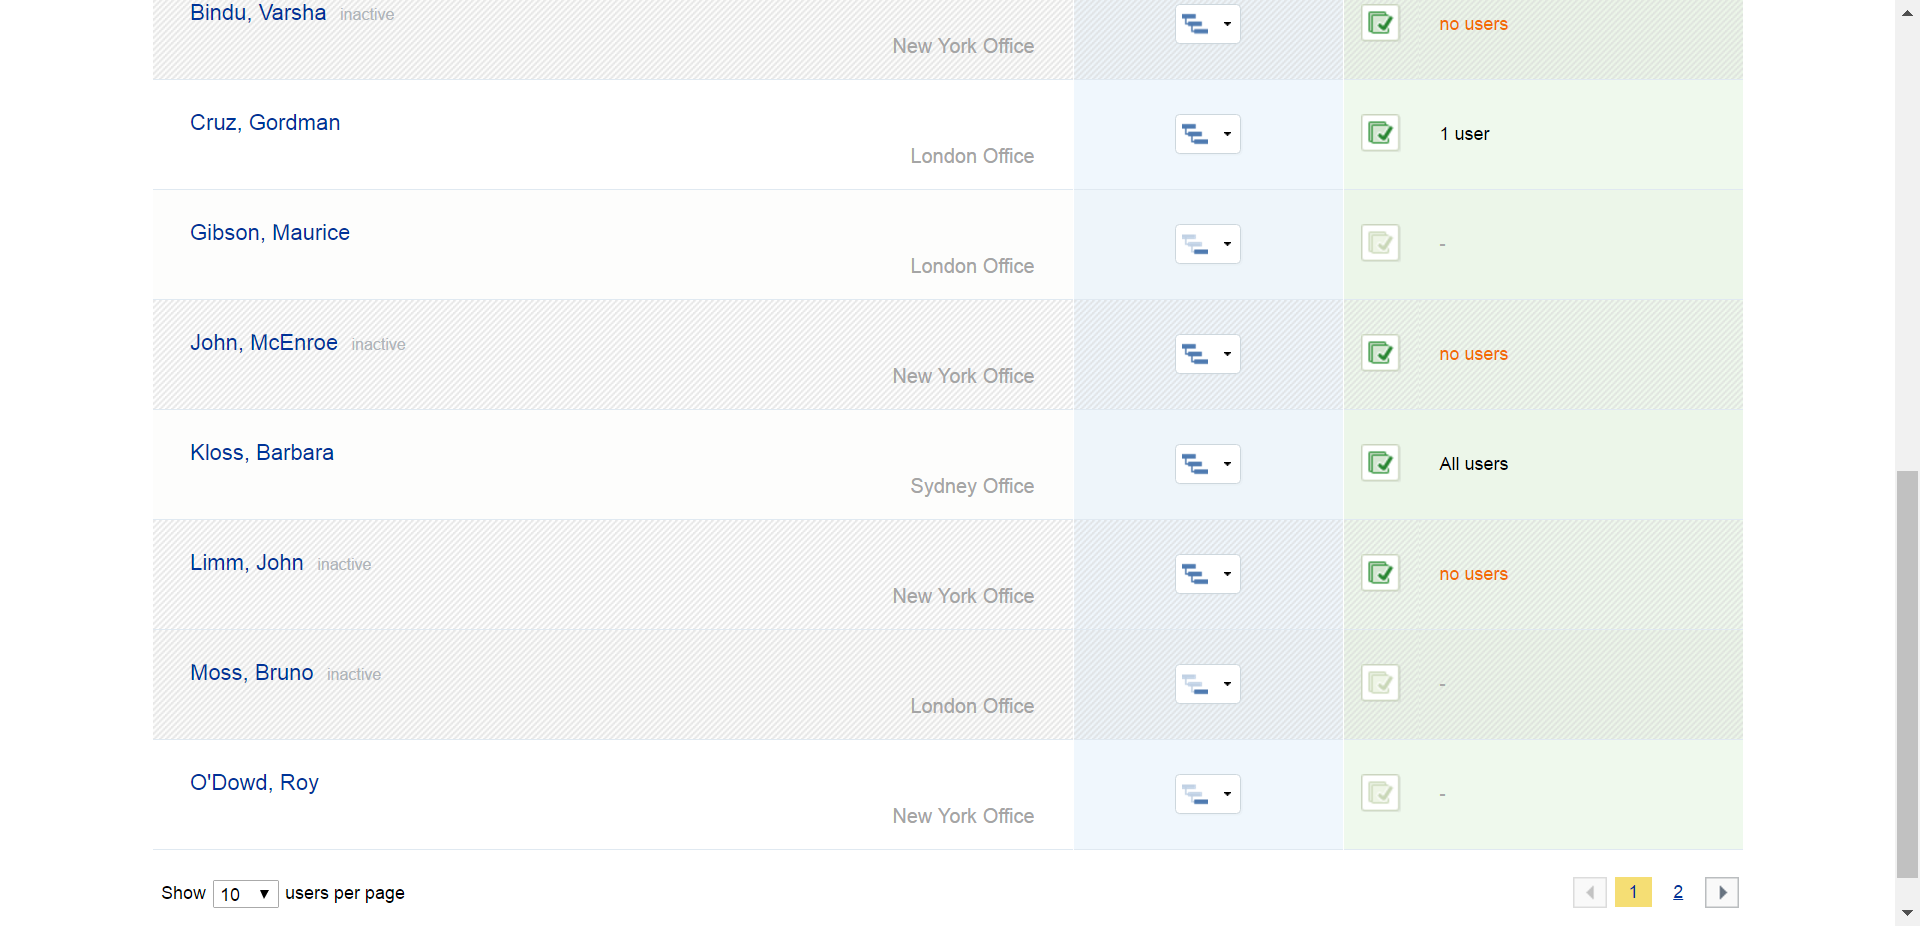 Bindu, Varsha inactive
no users
New York Office
Cruz, Gordman
1 user
London Office
Gibson, Maurice
-
London Office
John, McEnroe inactive
no users
New York Office
Kloss, Barbara
All users
Sydney Office
Limm, John inactive
no users
New York Office
Moss, Bruno inactive
-
London Office
O'Dowd, Roy
-
New York Office
Show 10 users per page 1 2